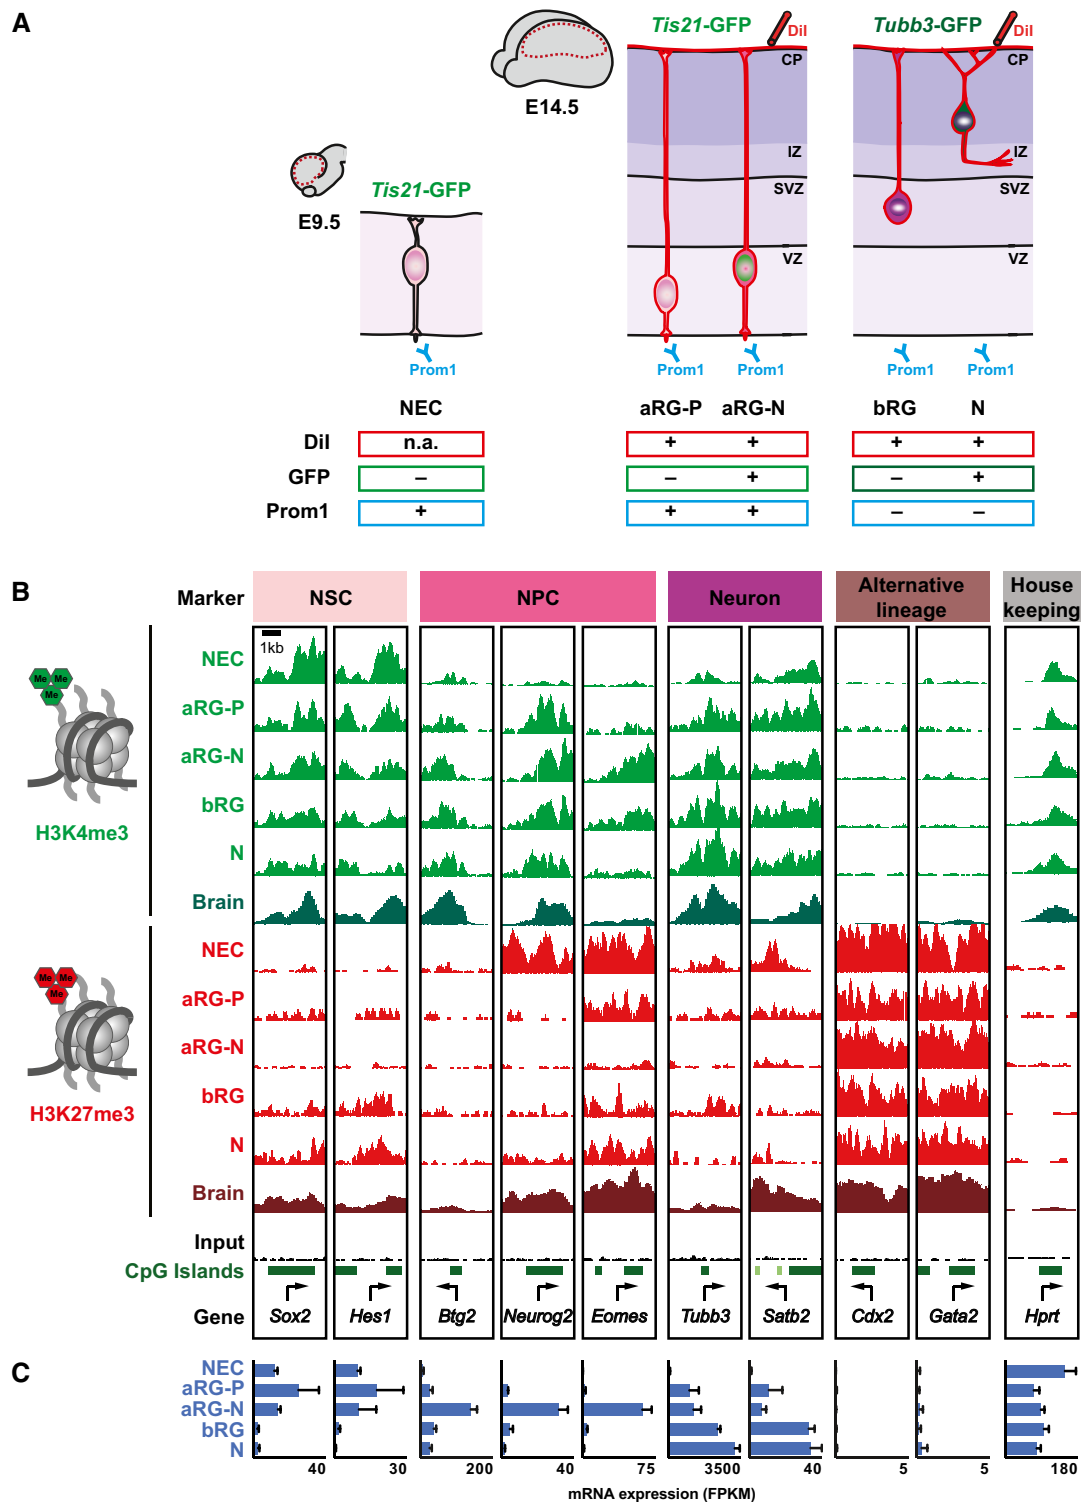 A
Tis21-GFP
DiI
Tubb3-GFP
DiI
CP
CP
E14.5
IZ
IZ
Tis21-GFP
SVZ
SVZ
E9.5
VZ
VZ
Prom1
Prom1
Prom1
Prom1
Prom1
NEC
aRG-P
aRG-N
bRG
N
DiI
n.a.
+
+
+
+
GFP
–
–
+
–
+
Prom1
+
+
+
–
–
B
Marker
NSC
NPC
Neuron
Alternative
lineage
House
keeping
1kb
NEC
aRG-P
aRG-N
bRG
N
Brain
Me
Me
Me
H3K4me3
NEC
aRG-P
aRG-N
bRG
N
Brain
Me
Me
Me
H3K27me3
Input
CpG Islands
Gene
Sox2
Hes1
Btg2
Neurog2
Eomes
Tubb3
Satb2
Cdx2
Gata2
Hprt
C
NEC
aRG-P
aRG-N
bRG
N
40
30
200
40
75
3500
40
5
5
180
mRNA expression (FPKM)